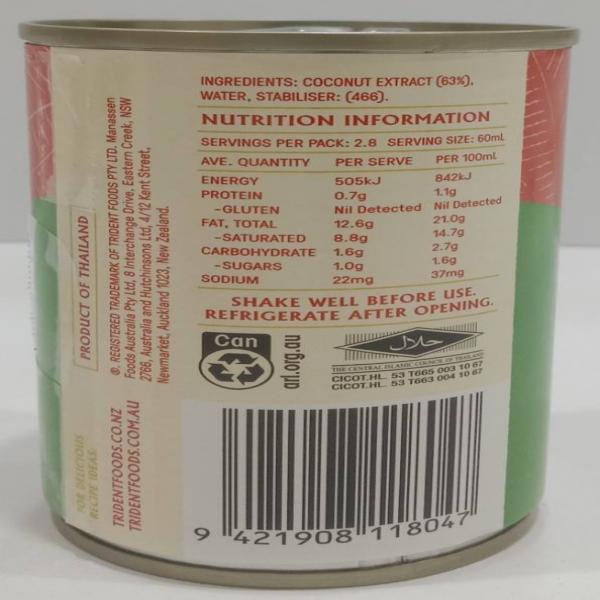 INGREDIENTS: COCONUT EXTRACT (63%),
WATER, STABILISER: (466).
NUTRITION INFORMATION
SERVINGS PER PACK: 2.8 SERVING SIZE: 60mL
AVE. QUANTITY PER SERVE PER 100mL
ENERGY 505kJ 842kJ
PROTEIN 0.7g 1.1g
-GLUTEN Nil Detected Nil Detected
FAT, TOTAL 12.6g 21.0g
-SATURATED 8.8g 14.7g
CARBOHYDRATE 1.6g 2.7g
-SUGARS 1.0g 1.6g
SODIUM 22mg 37mg
SHAKE WELL BEFORE USE.
REFRIGERATE AFTER OPENING.
Can
arl.org.au
حلال
THE CENTRAL ISLAMIC COUNCIL OF THAILAND
CICOT.HL. 53 T665 003 10 67
CICOT.HL. 53 T663 004 10 67
9 421908 118047
PRODUCT OF THAILAND
®. REGISTERED TRADEMARK OF TRIDENT FOODS PTY LTD. Manassen
Foods Australia Pty Ltd, 8 Interchange Drive, Eastern Creek, NSW
2766, Australia and Hutchinsons Ltd, 4/12 Kent Street,
Newmarket, Auckland 1023, New Zealand.
FOR DELICIOUS
RECIPE IDEAS:
TRIDENTFOODS.CO.NZ
TRIDENTFOODS.COM.AU